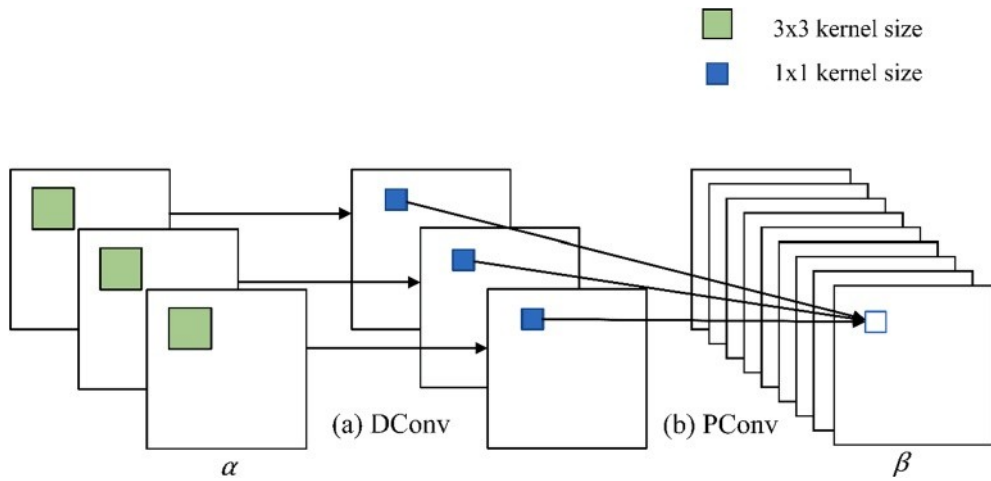 3x3 kernel size
1x1 kernel size
(a) DConv
(b) PConv
α
β